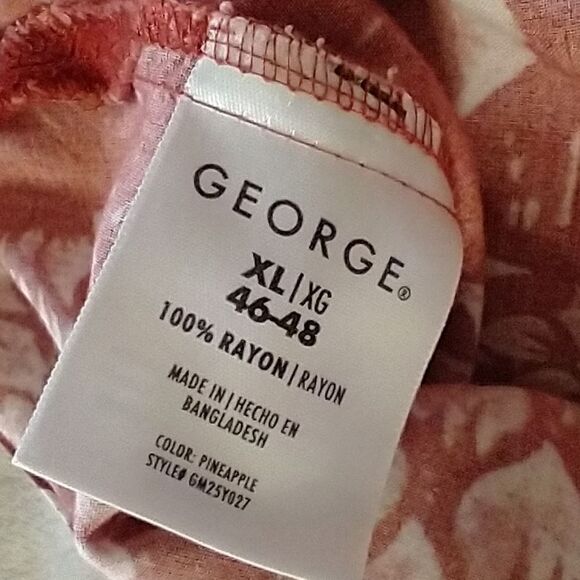 GEORGE®
XL|XG
46-48
100% RAYON|RAYON
MADE IN|HECHO EN
BANGLADESH
COLOR: PINEAPPLE
STYLE# GM25Y027